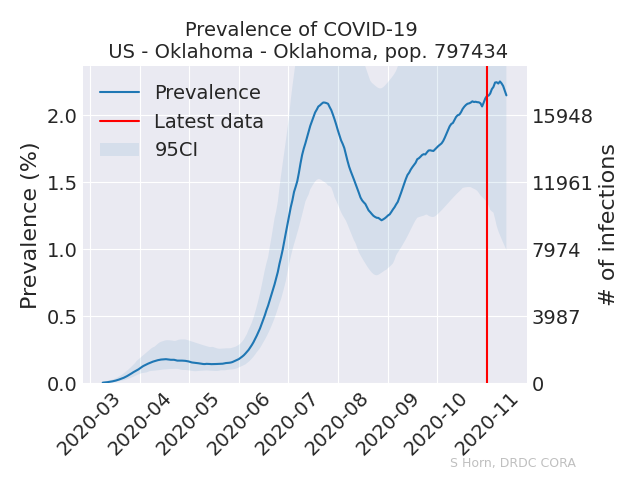 Prevalence of COVID-19
US - Oklahoma - Oklahoma, pop. 797434
Prevalence
Latest data
95CI
Prevalence (%)
2.0
1.5
1.0
0.5
0.0
15948
11961
7974
3987
0
# of infections
2020-03
2020-04
2020-05
2020-06
2020-07
2020-08
2020-09
2020-10
2020-11
S Horn, DRDC CORA